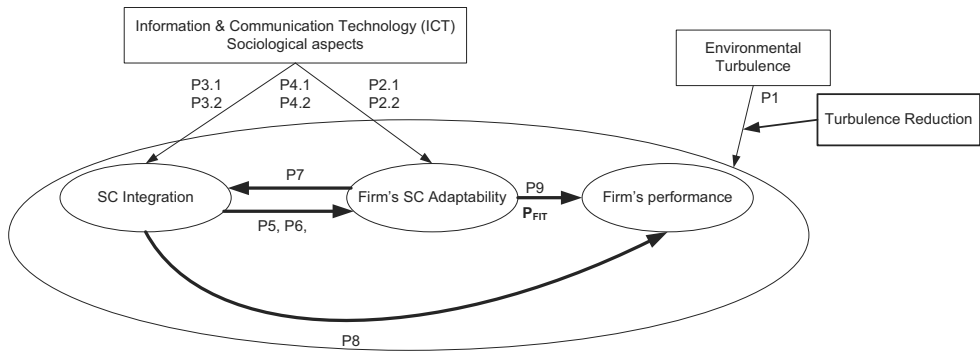 Information & Communication Technology (ICT)
Sociological aspects
Environmental
Turbulence
P3.1
P3.2
P4.1
P4.2
P2.1
P2.2
P1
Turbulence Reduction
SC Integration
P7
P5, P6,
Firm's SC Adaptability
P9
PFIT
Firm's performance
P8